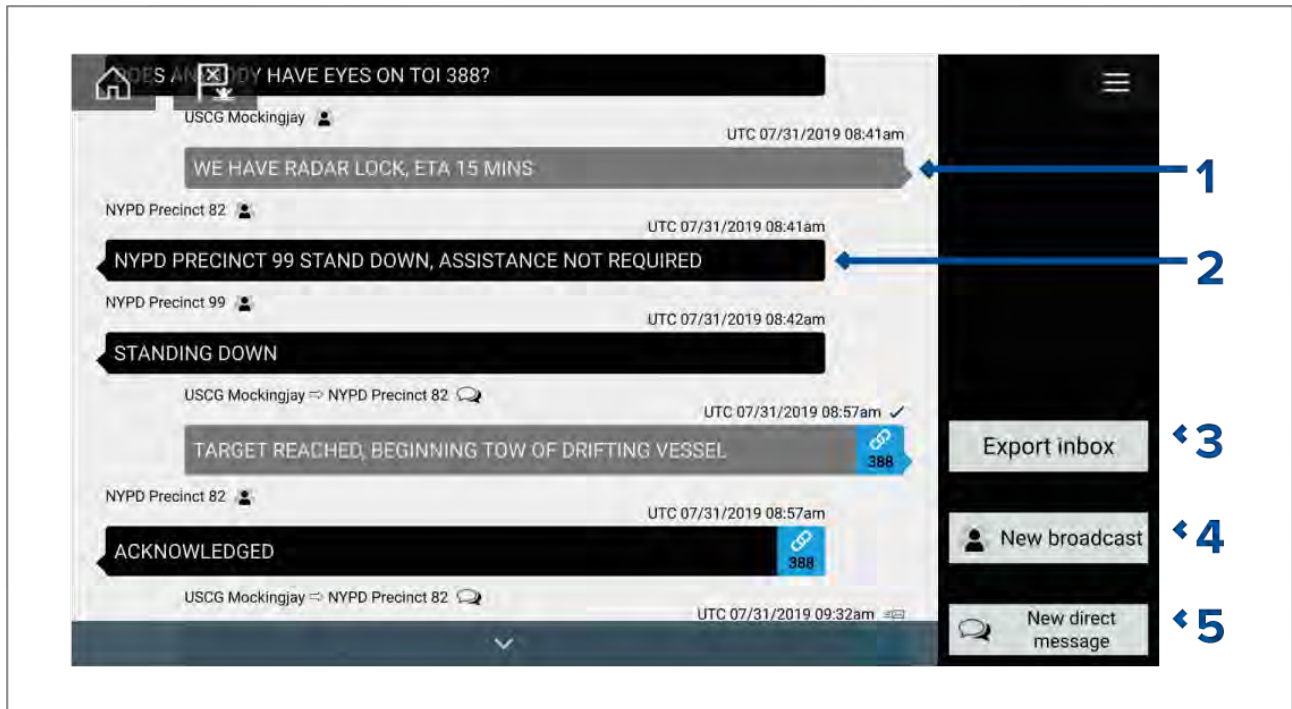 DOES ANYBODY HAVE EYES ON TOI 388?
USCG Mockingjay
UTC 07/31/2019 08:41am
WE HAVE RADAR LOCK, ETA 15 MINS
1
NYPD Precinct 82
UTC 07/31/2019 08:41am
NYPD PRECINCT 99 STAND DOWN, ASSISTANCE NOT REQUIRED
2
NYPD Precinct 99
UTC 07/31/2019 08:42am
STANDING DOWN
USCG Mockingjay ⇨ NYPD Precinct 82
UTC 07/31/2019 08:57am ✓
TARGET REACHED, BEGINNING TOW OF DRIFTING VESSEL
388
Export inbox
3
NYPD Precinct 82
UTC 07/31/2019 08:57am
ACKNOWLEDGED
388
New broadcast
4
USCG Mockingjay ⇨ NYPD Precinct 82
UTC 07/31/2019 09:32am
New direct
message
5